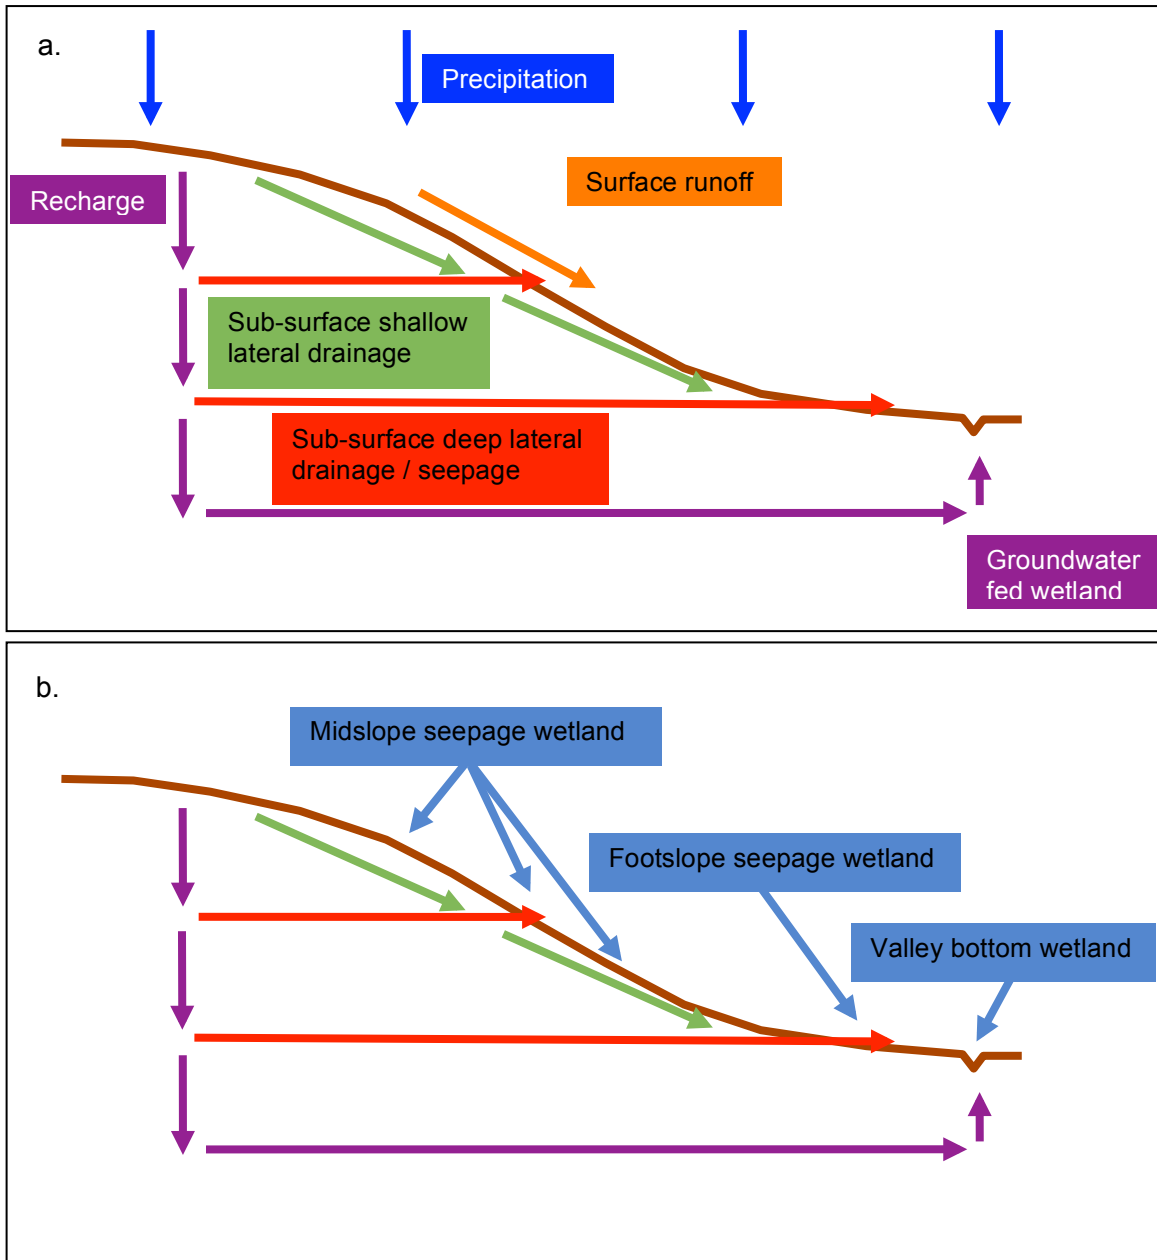 a.
Precipitation
Surface runoff
Recharge
Sub-surface shallow
lateral drainage
Sub-surface deep lateral
drainage / seepage
Groundwater
fed wetland
b.
Midslope seepage wetland
Footslope seepage wetland
Valley bottom wetland